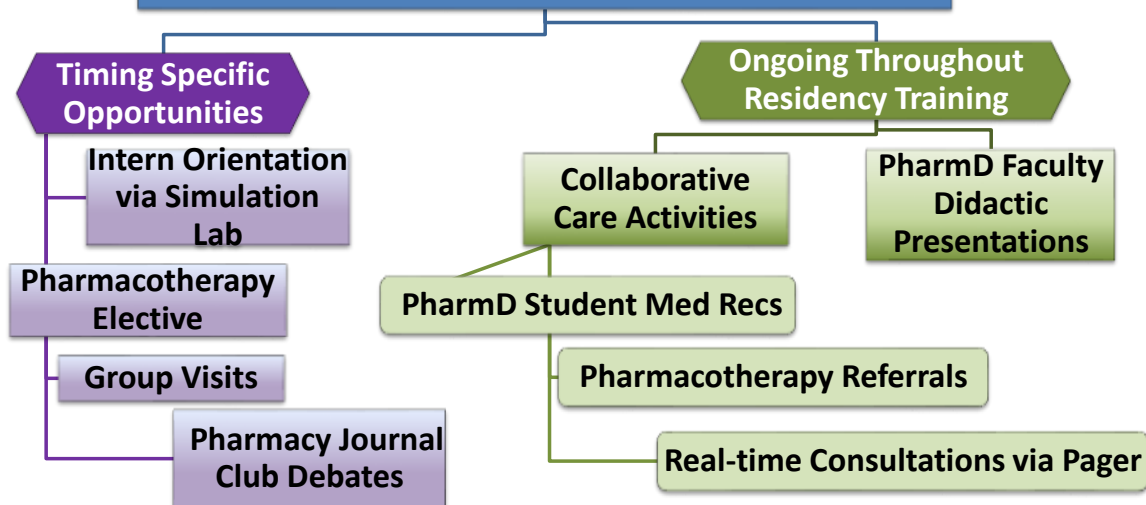 Timing Specific
Opportunities
Intern Orientation
via Simulation
Lab
Pharmacotherapy
Elective
Group Visits
Pharmacy Journal
Club Debates
Ongoing Throughout
Residency Training
Collaborative
Care Activities
PharmD Faculty
Didactic
Presentations
PharmD Student Med Recs
Pharmacotherapy Referrals
Real-time Consultations via Pager